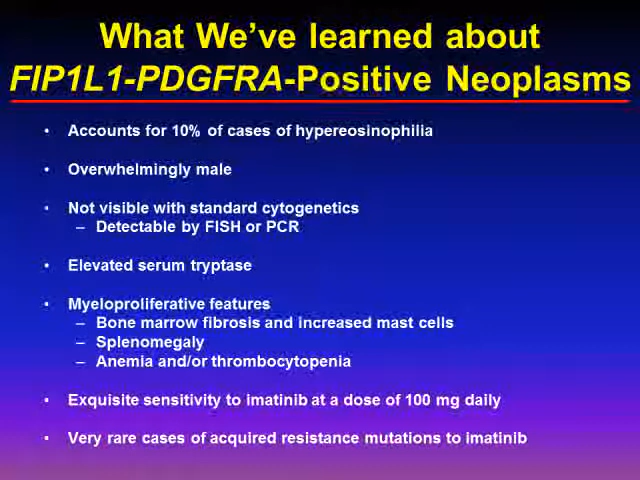 What We’ve learned about
FIP1L1-PDGFRA-Positive Neoplasms
• Accounts for 10% of cases of hypereosinophilia
• Overwhelmingly male
• Not visible with standard cytogenetics
– Detectable by FISH or PCR
• Elevated serum tryptase
• Myeloproliferative features
– Bone marrow fibrosis and increased mast cells
– Splenomegaly
– Anemia and/or thrombocytopenia
• Exquisite sensitivity to imatinib at a dose of 100 mg daily
• Very rare cases of acquired resistance mutations to imatinib